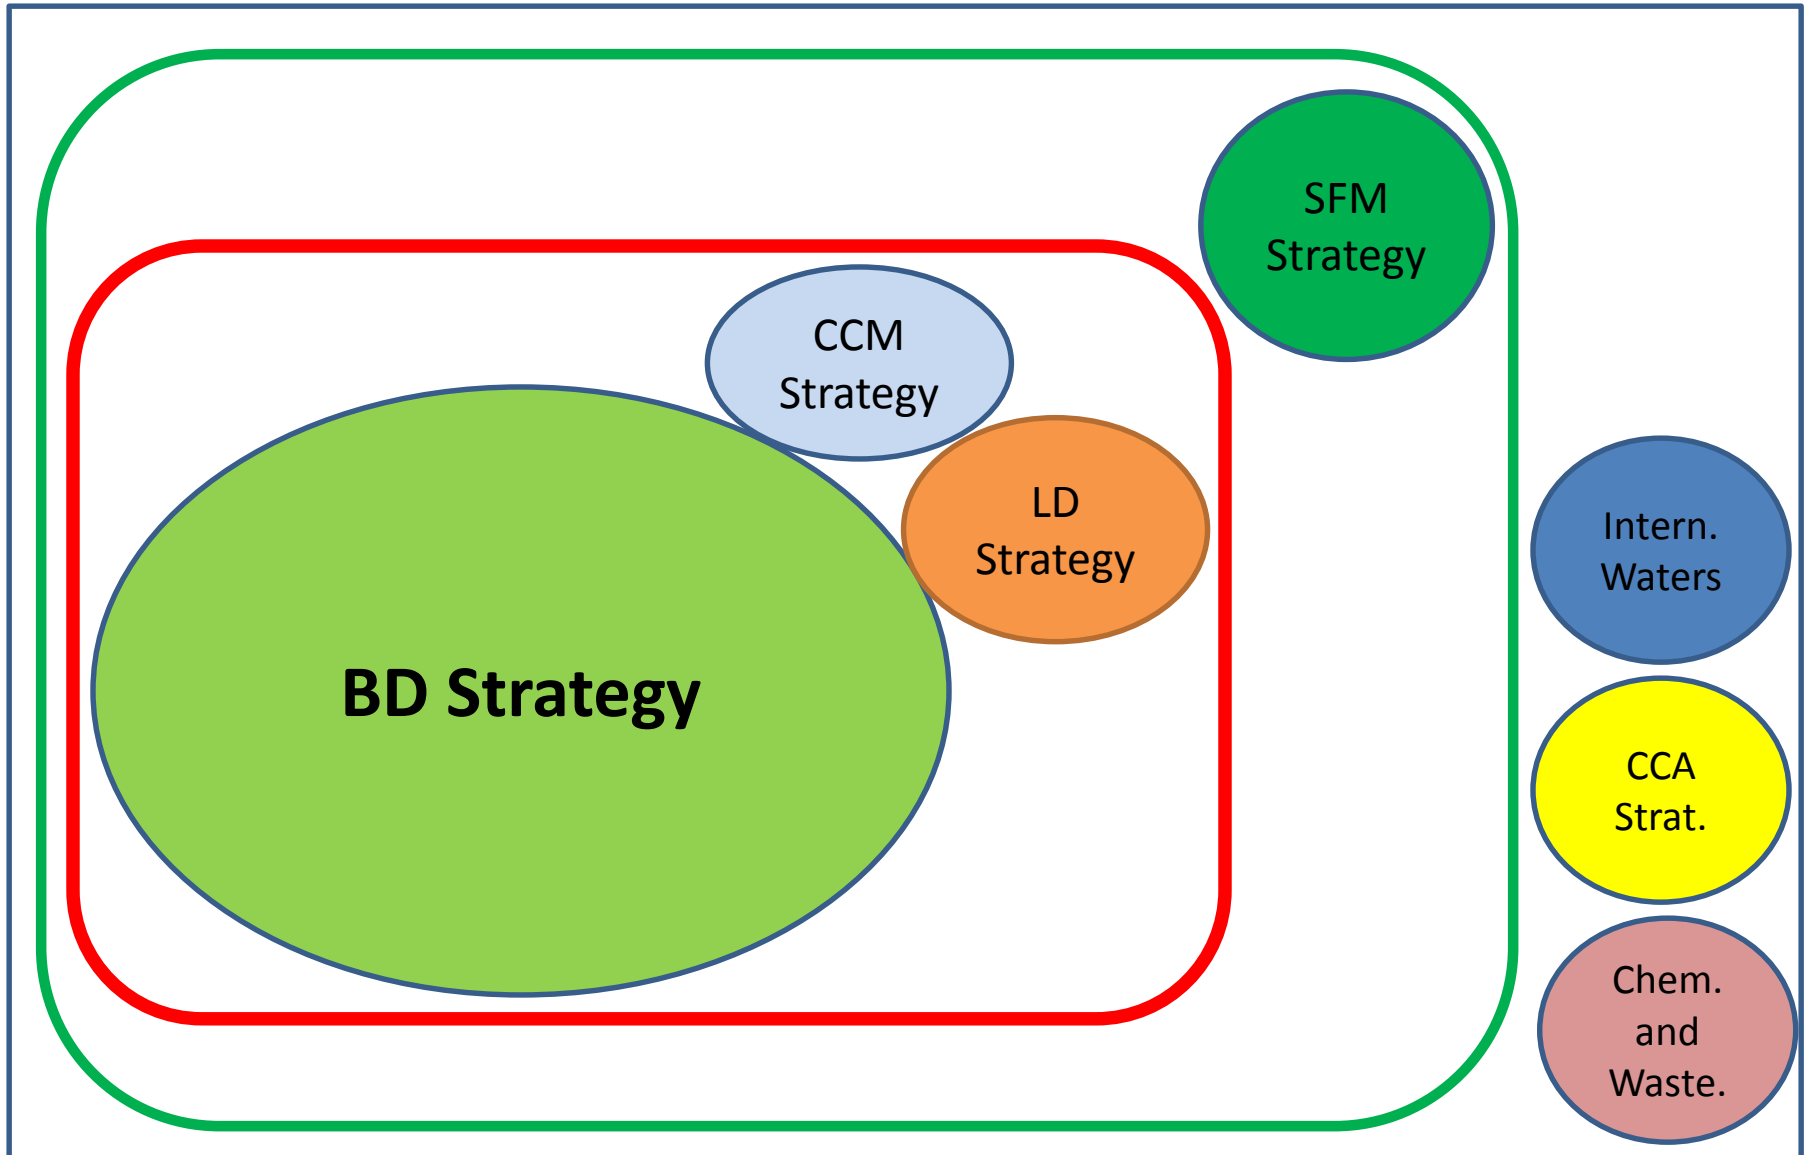 SFM
Strategy
CCM
Strategy
LD
Strategy
BD Strategy
Intern.
Waters
CCA
Strat.
Chem.
and
Waste.